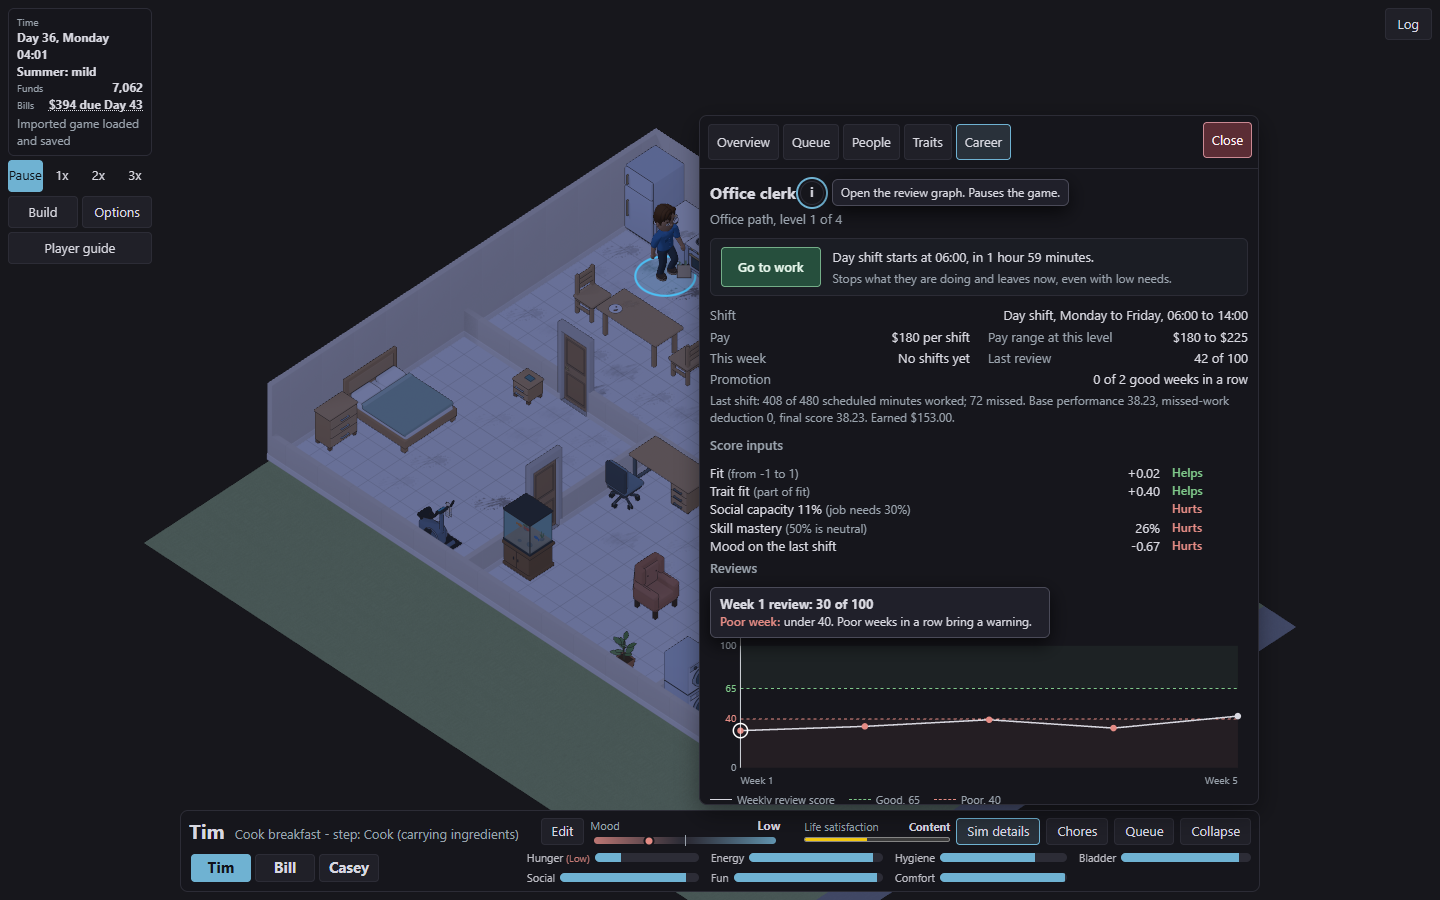 Time
Day 36, Monday
04:01
Summer: mild
Funds 7,062
Bills $394 due Day 43
Imported game loaded
and saved
Pause 1x 2x 3x
Build Options
Player guide
Log
Overview Queue People Traits Career Close
Office clerk i Open the review graph. Pauses the game.
Office path, level 1 of 4
Go to work
Day shift starts at 06:00, in 1 hour 59 minutes.
Stops what they are doing and leaves now, even with low needs.
Shift Day shift, Monday to Friday, 06:00 to 14:00
Pay $180 per shift Pay range at this level $180 to $225
This week No shifts yet Last review 42 of 100
Promotion 0 of 2 good weeks in a row
Last shift: 408 of 480 scheduled minutes worked; 72 missed. Base performance 38.23, missed-work
deduction 0, final score 38.23. Earned $153.00.
Score inputs
Fit (from -1 to 1) +0.02 Helps
Trait fit (part of fit) +0.40 Helps
Social capacity 11% (job needs 30%) Hurts
Skill mastery (50% is neutral) 26% Hurts
Mood on the last shift -0.67 Hurts
Reviews
Week 1 review: 30 of 100
Poor week: under 40. Poor weeks in a row bring a warning.
100
65
40
0
Week 1 Week 5
Weekly review score Good, 65 Poor, 40
Tim Cook breakfast - step: Cook (carrying ingredients) Edit
Mood Low
Life satisfaction Content
Sim details Chores Queue Collapse
Tim Bill Casey
Hunger (Low) Energy Hygiene Bladder
Social Fun Comfort